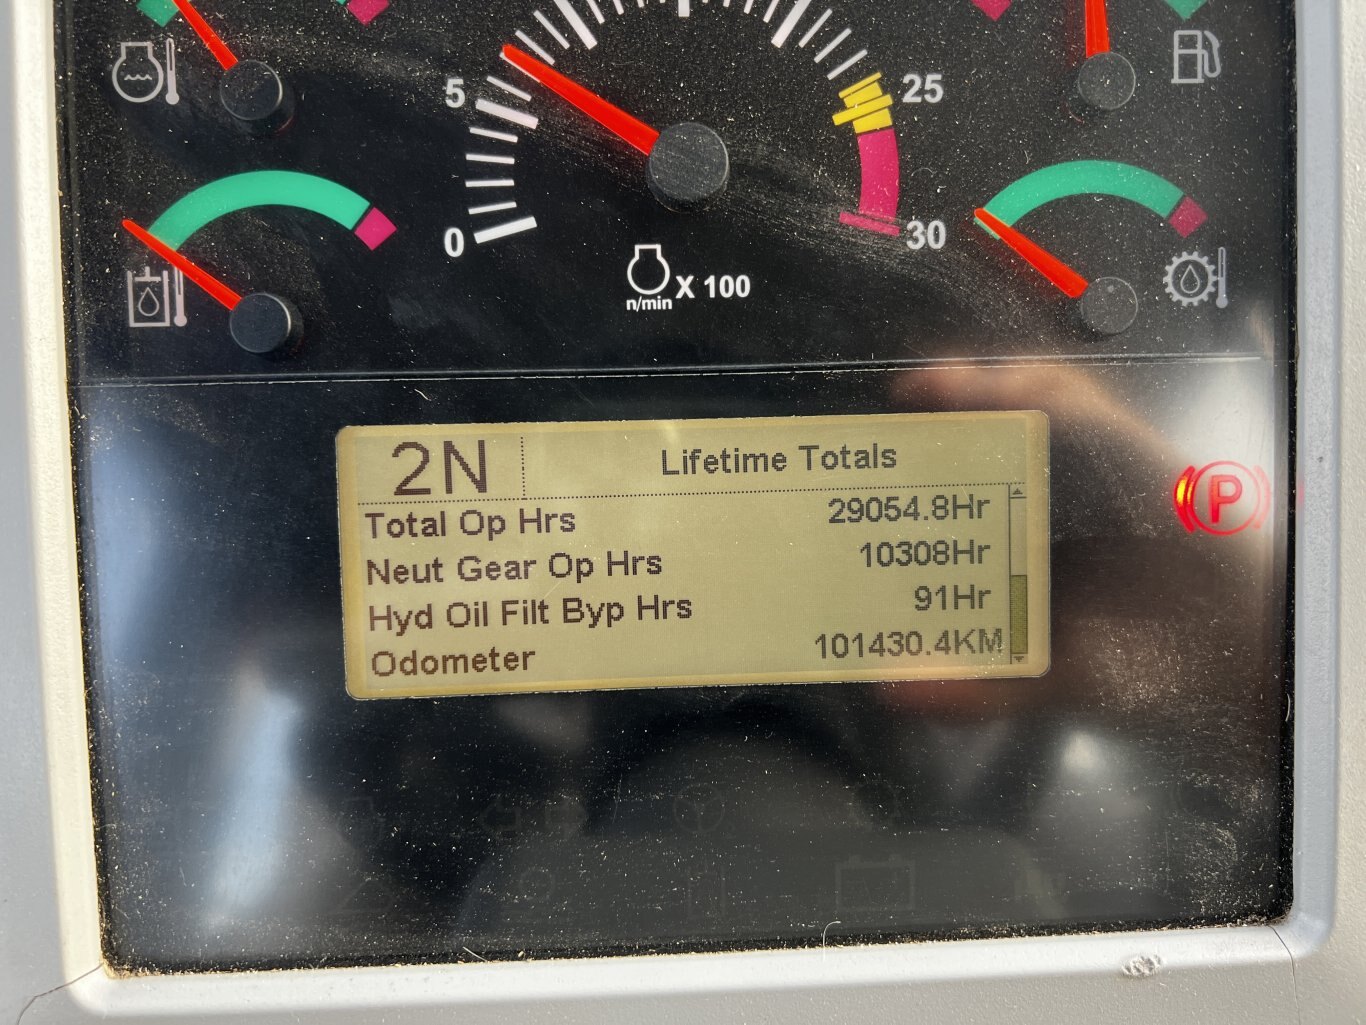 5
25
0
30
n/min X 100
2N
Lifetime Totals
Total Op Hrs 29054.8Hr
Neut Gear Op Hrs 10308Hr
Hyd Oil Filt Byp Hrs 91Hr
Odometer 101430.4KM
P